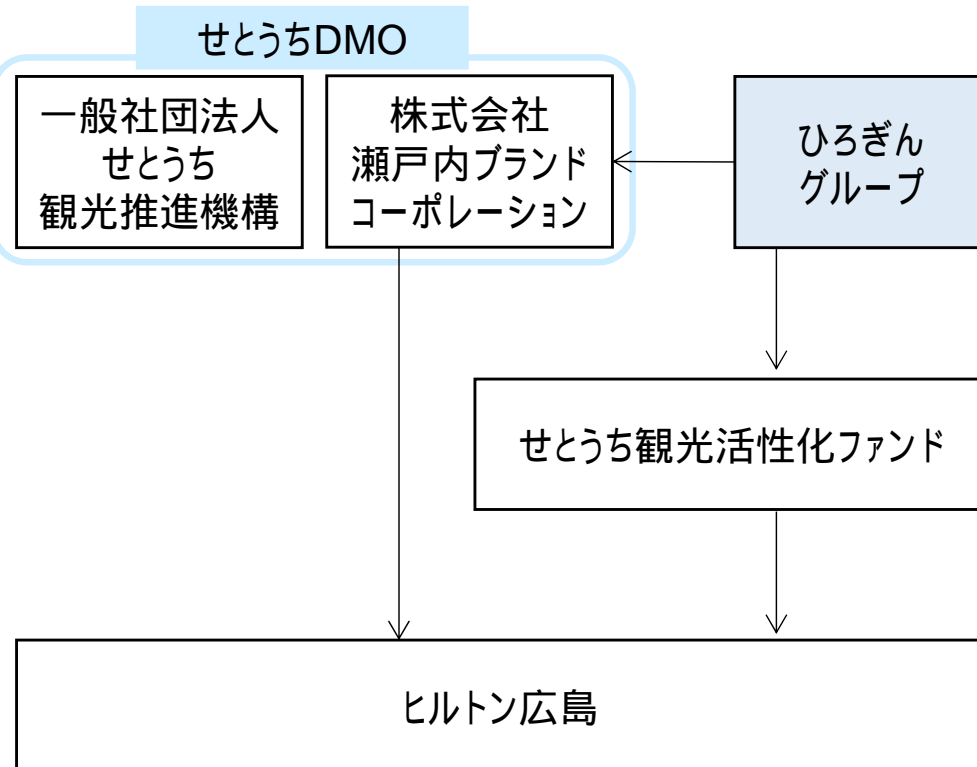 せとうちDMO
一般社団法人
せとうち
観光推進機構
株式会社
瀬戸内ブランド
コーポレーション
ひろぎん
グループ
せとうち観光活性化ファンド
ヒルトン広島